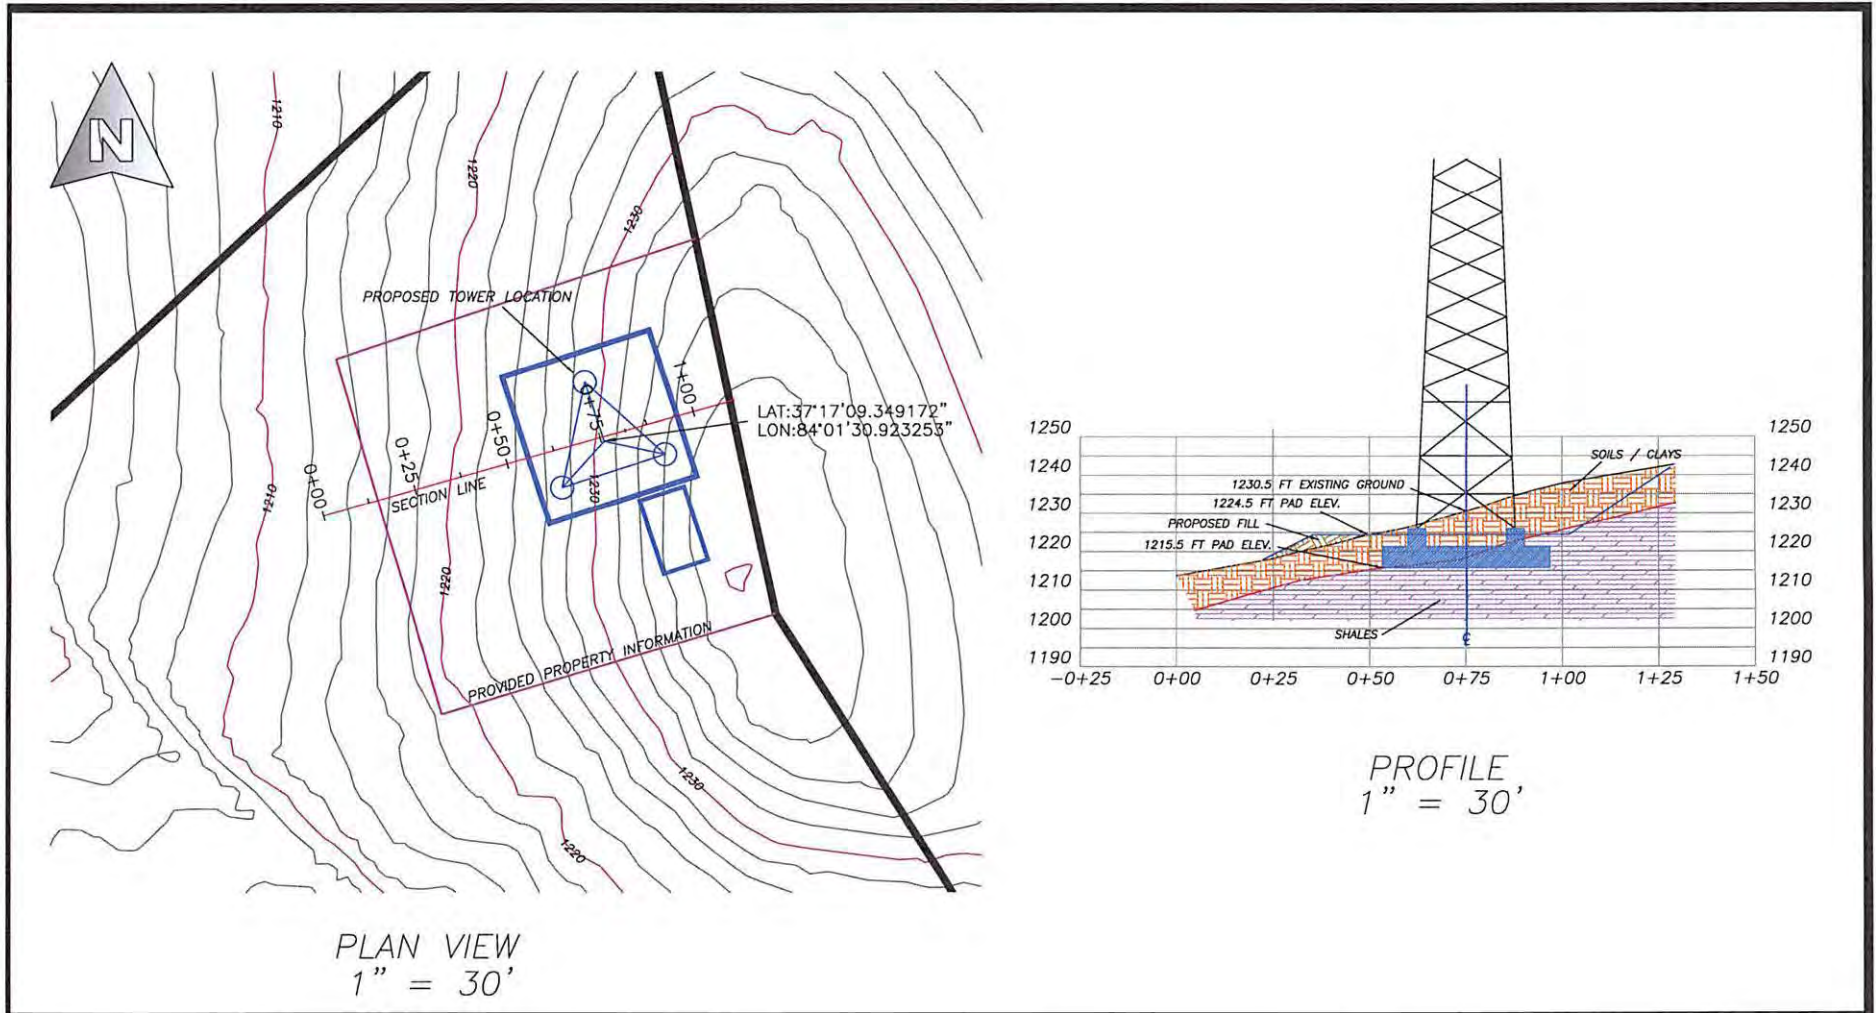 N
1210
1220
1230
PROPOSED TOWER LOCATION
0+00
0+25
0+50
0+75
1+00
LAT:37°17'09.349172"
LON:84°01'30.923253"
SECTION LINE
1210
1230
1220
PROVIDED PROPERTY INFORMATION
1230
1220
PLAN VIEW
1" = 30'
1250
1240
1230
1220
1210
1200
1190
SOILS / CLAYS
1230.5 FT EXISTING GROUND
1224.5 FT PAD ELEV.
PROPOSED FILL
1215.5 FT PAD ELEV.
SHALES
℄
1250
1240
1230
1220
1210
1200
1190
-0+25 0+00 0+25 0+50 0+75 1+00 1+25 1+50
PROFILE
1" = 30'